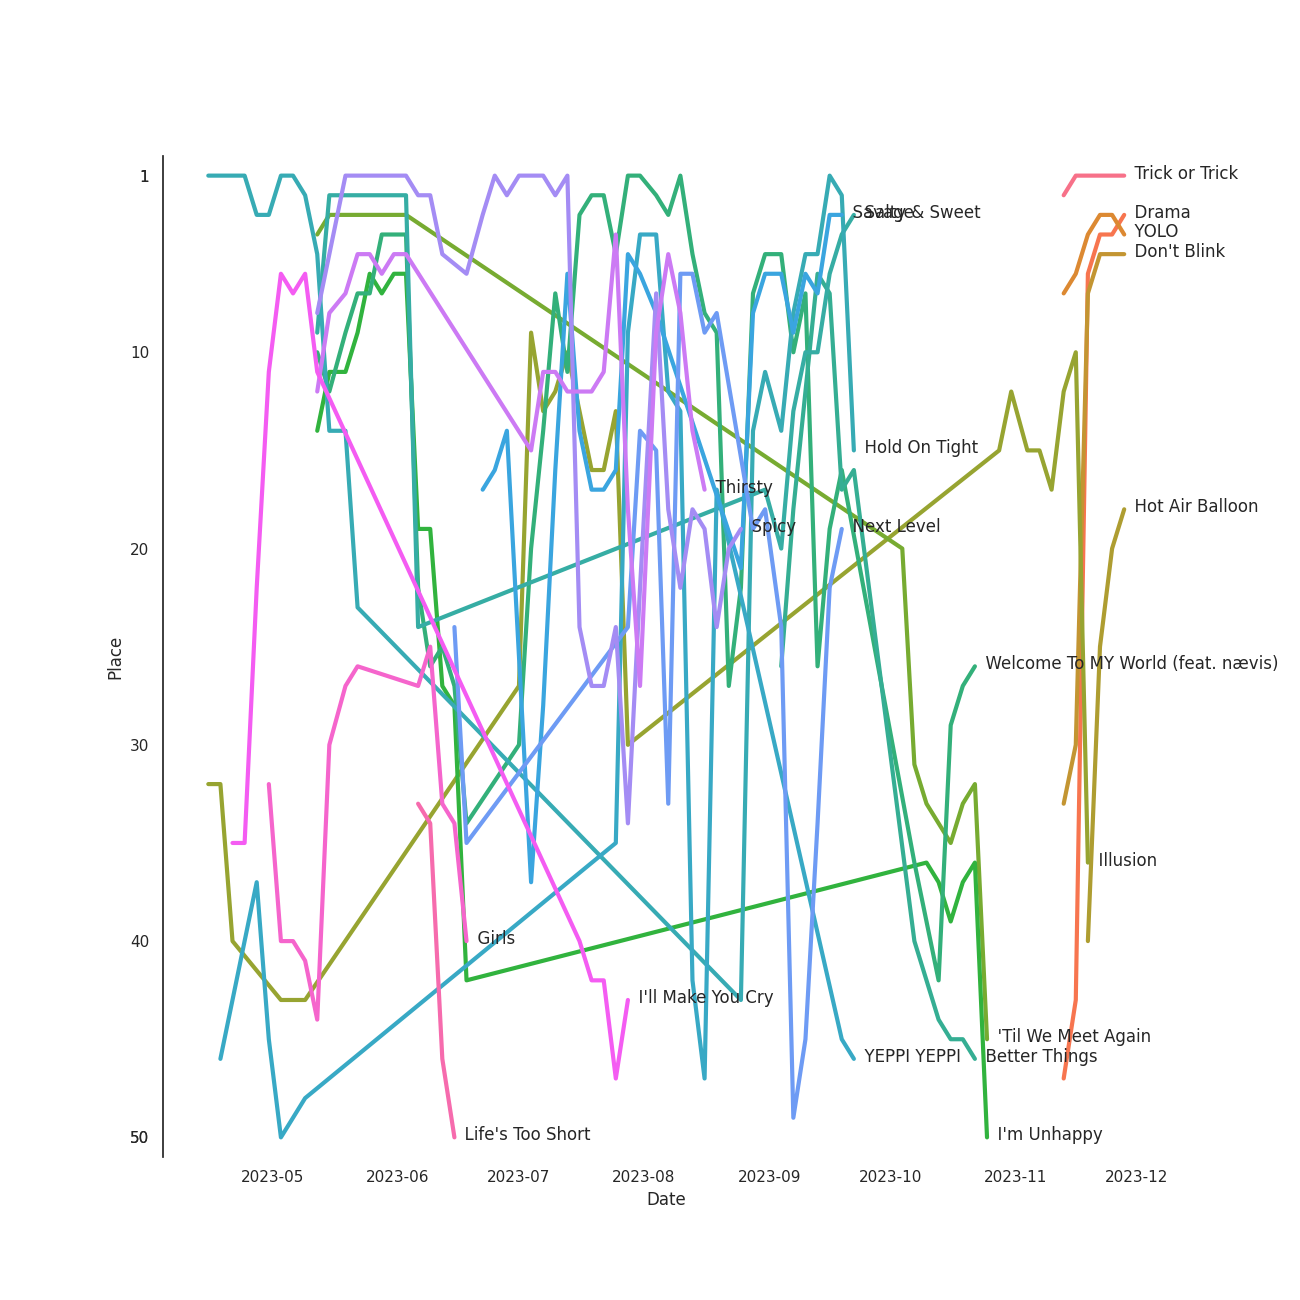 1
Trick or Trick
Savage
Salty & Sweet
Drama
YOLO
Don't Blink
10
Hold On Tight
Thirsty
Hot Air Balloon
Spicy
Next Level
20
Welcome To MY World (feat. nævis)
30
Illusion
Place
40
Girls
I'll Make You Cry
'Til We Meet Again
YEPPI YEPPI
Better Things
50
Life's Too Short
I'm Unhappy
2023-05
2023-06
2023-07
2023-08
2023-09
2023-10
2023-11
2023-12
Date